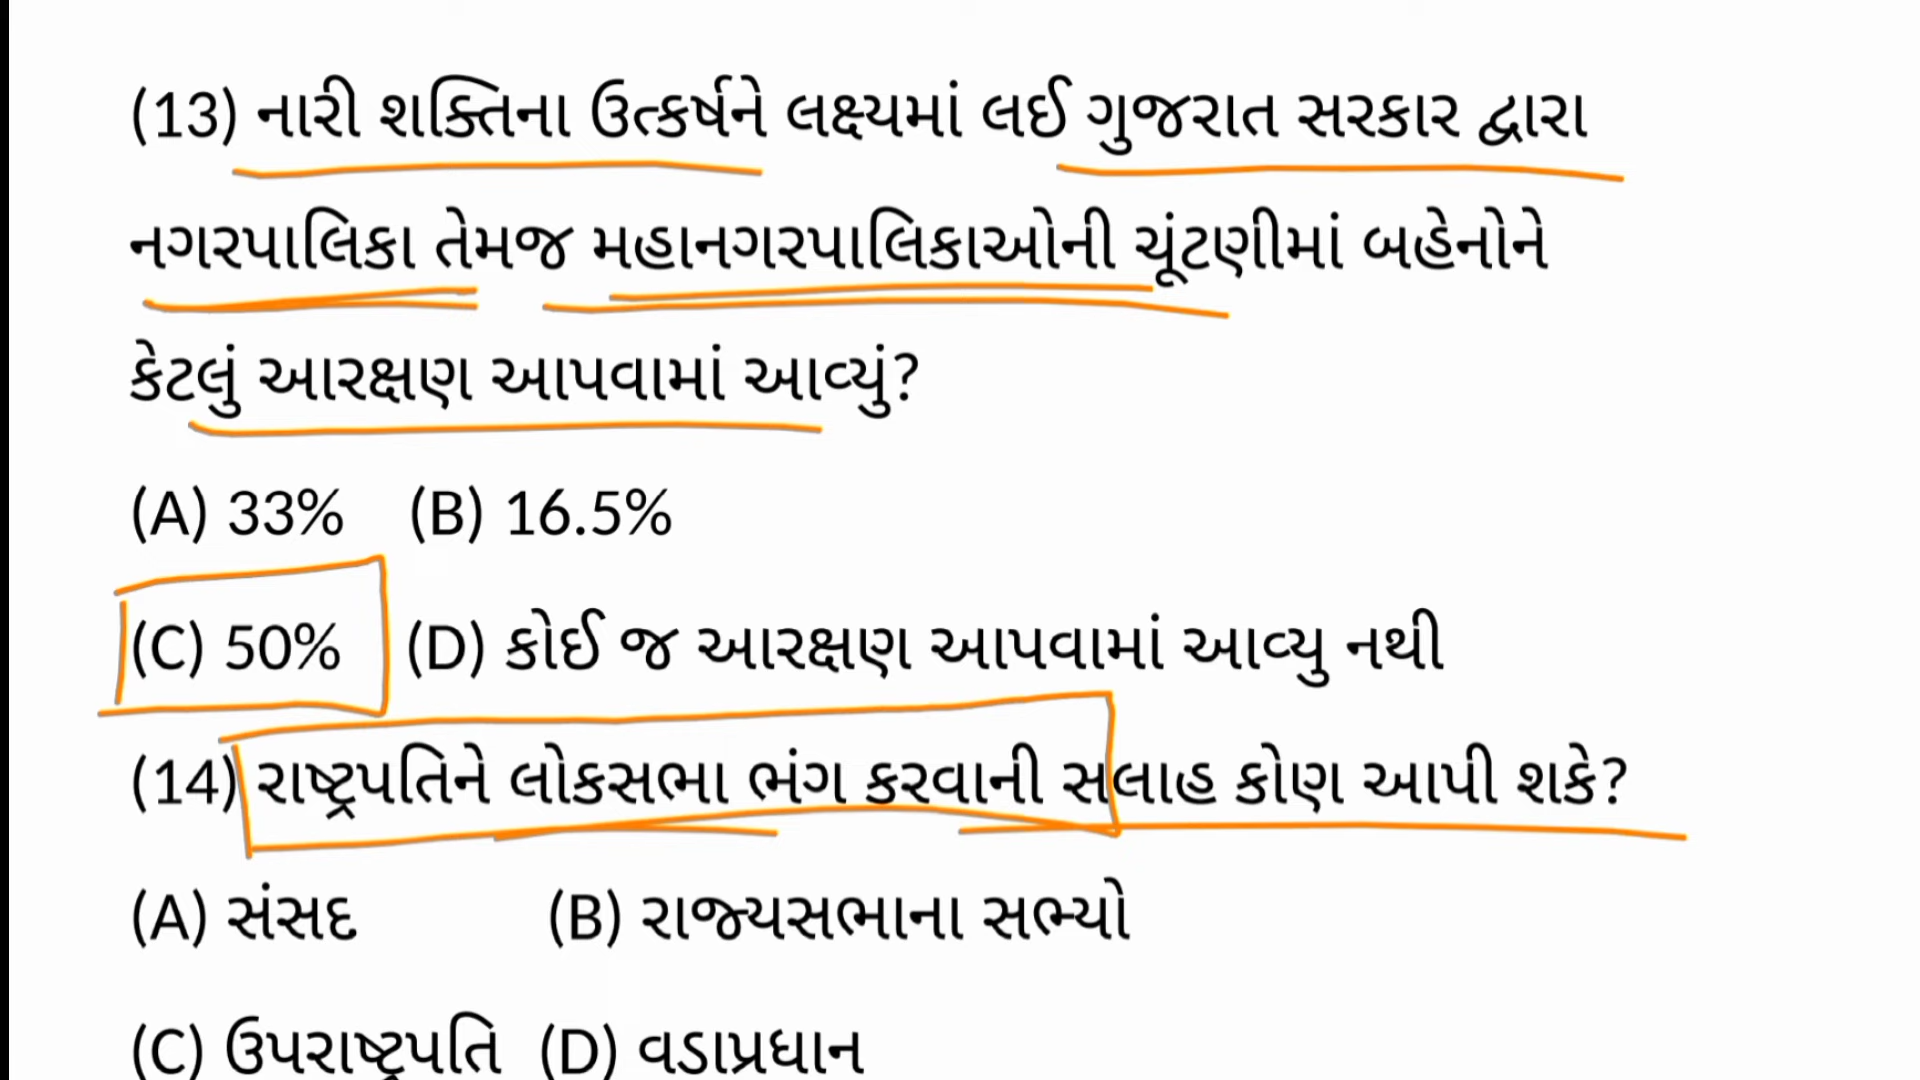 (13) નારી શક્તિના ઉત્કર્ષને લક્ષ્યમાં લઈ ગુજરાત સરકાર દ્વારા
નગરપાલિકા તેમજ મહાનગરપાલિકાઓની ચૂંટણીમાં બહેનોને
કેટલું આરક્ષણ આપવામાં આવ્યું?
(A) 33% (B) 16.5%
(C) 50% (D) કોઈ જ આરક્ષણ આપવામાં આવ્યુ નથી
(14) રાષ્ટ્રપતિને લોકસભા ભંગ કરવાની સલાહ કોણ આપી શકે?
(A) સંસદ (B) રાજ્યસભાના સભ્યો
(C) ઉપરાષ્ટ્રપતિ (D) વડાપ્રધાન